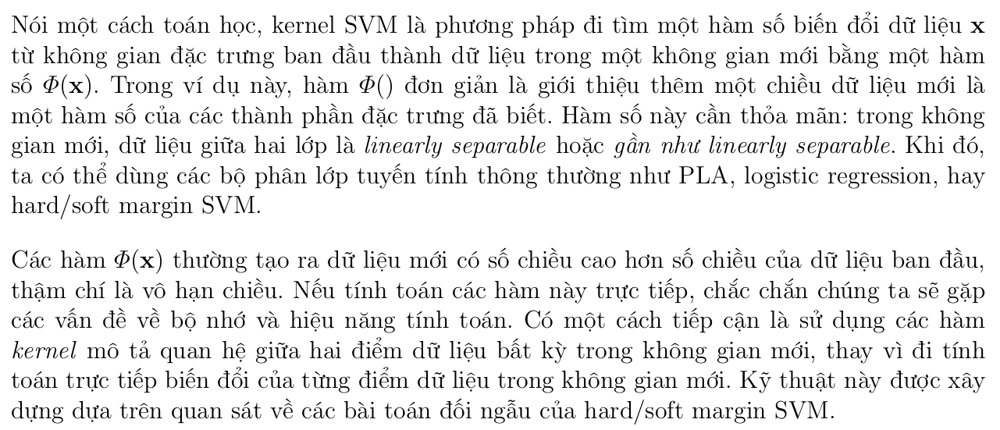 Nói một cách toán học, kernel SVM là phương pháp đi tìm một hàm số biến đổi dữ liệu x
từ không gian đặc trưng ban đầu thành dữ liệu trong một không gian mới bằng một hàm
số Φ(x). Trong ví dụ này, hàm Φ() đơn giản là giới thiệu thêm một chiều dữ liệu mới là
một hàm số của các thành phần đặc trưng đã biết. Hàm số này cần thỏa mãn: trong không
gian mới, dữ liệu giữa hai lớp là linearly separable hoặc gần như linearly separable. Khi đó,
ta có thể dùng các bộ phân lớp tuyến tính thông thường như PLA, logistic regression, hay
hard/soft margin SVM.
Các hàm Φ(x) thường tạo ra dữ liệu mới có số chiều cao hơn số chiều của dữ liệu ban đầu,
thậm chí là vô hạn chiều. Nếu tính toán các hàm này trực tiếp, chắc chắn chúng ta sẽ gặp
các vấn đề về bộ nhớ và hiệu năng tính toán. Có một cách tiếp cận là sử dụng các hàm
kernel mô tả quan hệ giữa hai điểm dữ liệu bất kỳ trong không gian mới, thay vì đi tính
toán trực tiếp biến đổi của từng điểm dữ liệu trong không gian mới. Kỹ thuật này được xây
dựng dựa trên quan sát về các bài toán đối ngẫu của hard/soft margin SVM.